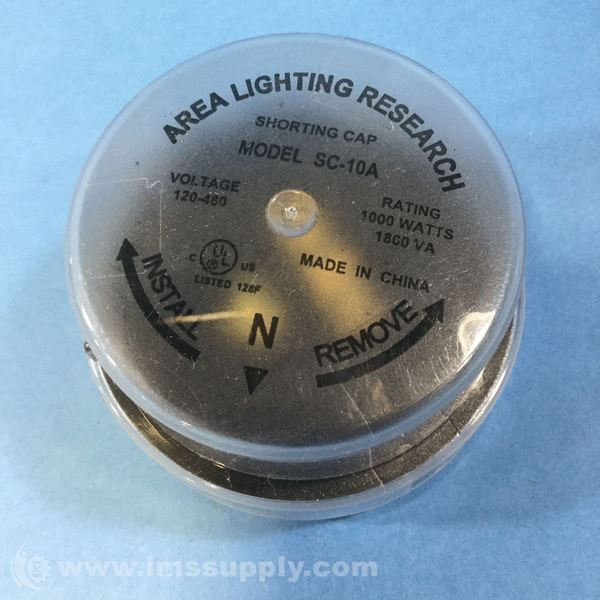 AREA LIGHTING RESEARCH
SHORTING CAP
MODEL SC-10A
VOLTAGE
120-480
RATING
1000 WATTS
1800 VA
C UL US
LISTED 126F
MADE IN CHINA
INSTALL
N
REMOVE
www.imssupply.com